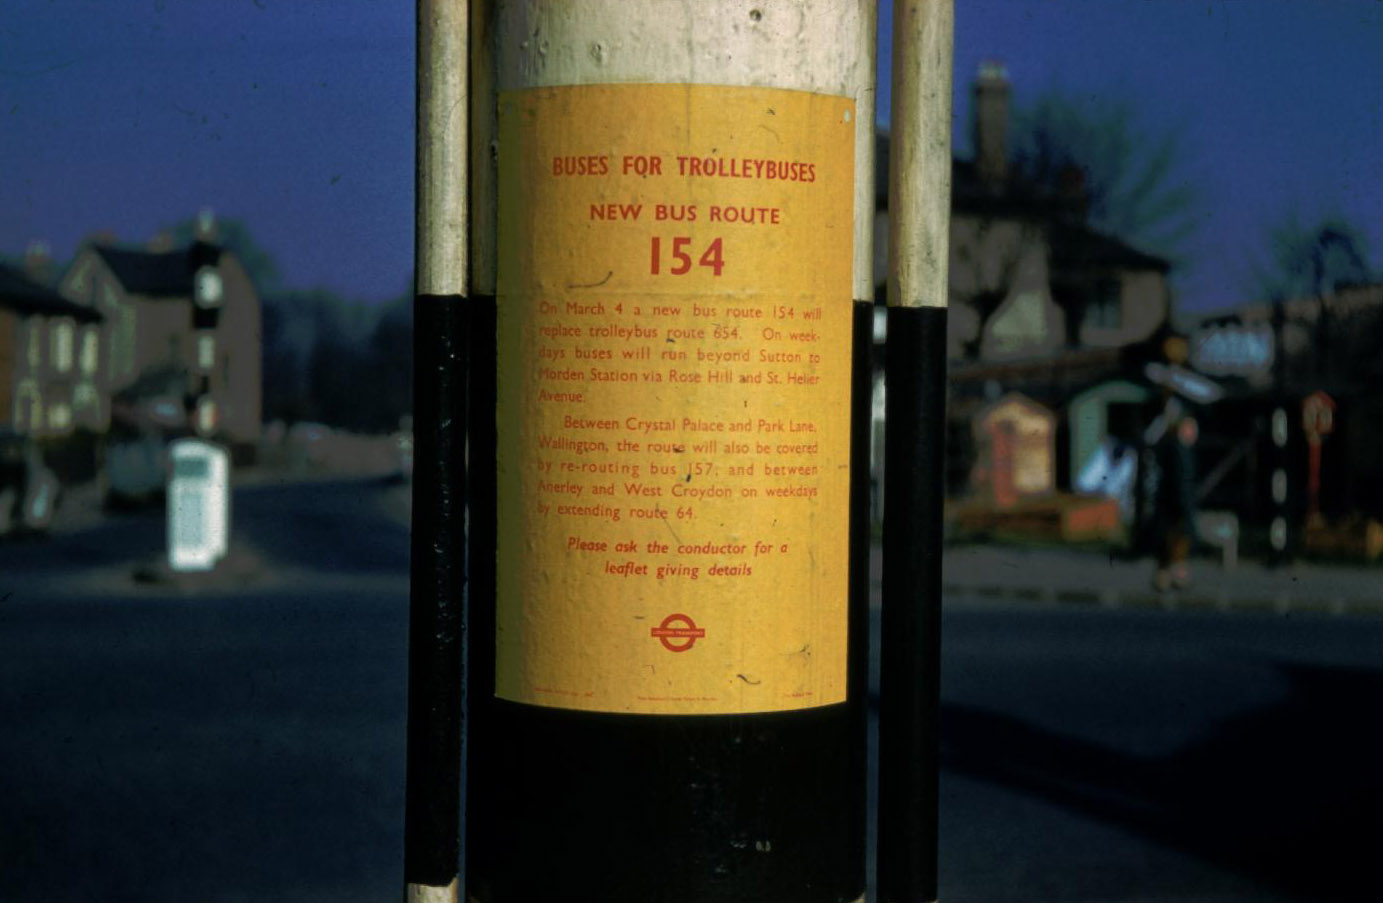 BUSES FOR TROLLEYBUSES
NEW BUS ROUTE
154
On March 4 a new bus route 154 will
replace trolleybus route 654. On week-
days buses will run beyond Sutton to
Morden Station via Rose Hill and St. Helier
Avenue.
Between Crystal Palace and Park Lane,
Wallington, the route will also be covered
by re-routing bus 157; and between
Anerley and West Croydon on weekdays
by extending route 64.
Please ask the conductor for a
leaflet giving details
LONDON TRANSPORT